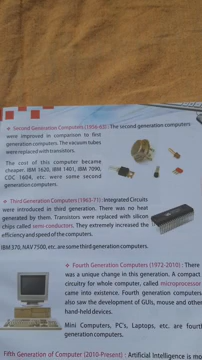 ❖ Second Generation Computers (1956-63) : The second generation computers
were improved in comparison to first
generation computers. The vacuum tubes
were replaced with transistors.
The cost of this computer became
cheaper. IBM 1620, IBM 1401, IBM 7090,
CDC 1604, etc. were some second
generation computers.
❖ Third Generation Computers (1963-71) : Integrated Circuits
were introduced in third generation. There was no heat
generated by them. Transistors were replaced with silicon
chips called semi-conductors. They extremely increased the
efficiency and speed of the computers.
IBM 370, NAV 7500, etc. are some third generation computers.
❖ Fourth Generation Computers (1972-2010) : There
was a unique change in this generation. A compact
circuitry for whole computer, called microprocessor
came into existence. Fourth generation computers
also saw the development of GUIs, mouse and other
hand-held devices.
Mini Computers, PC's, Laptops, etc. are fourth
generation computers.
Fifth Generation of Computer (2010-Present) : Artificial Intelligence is mo